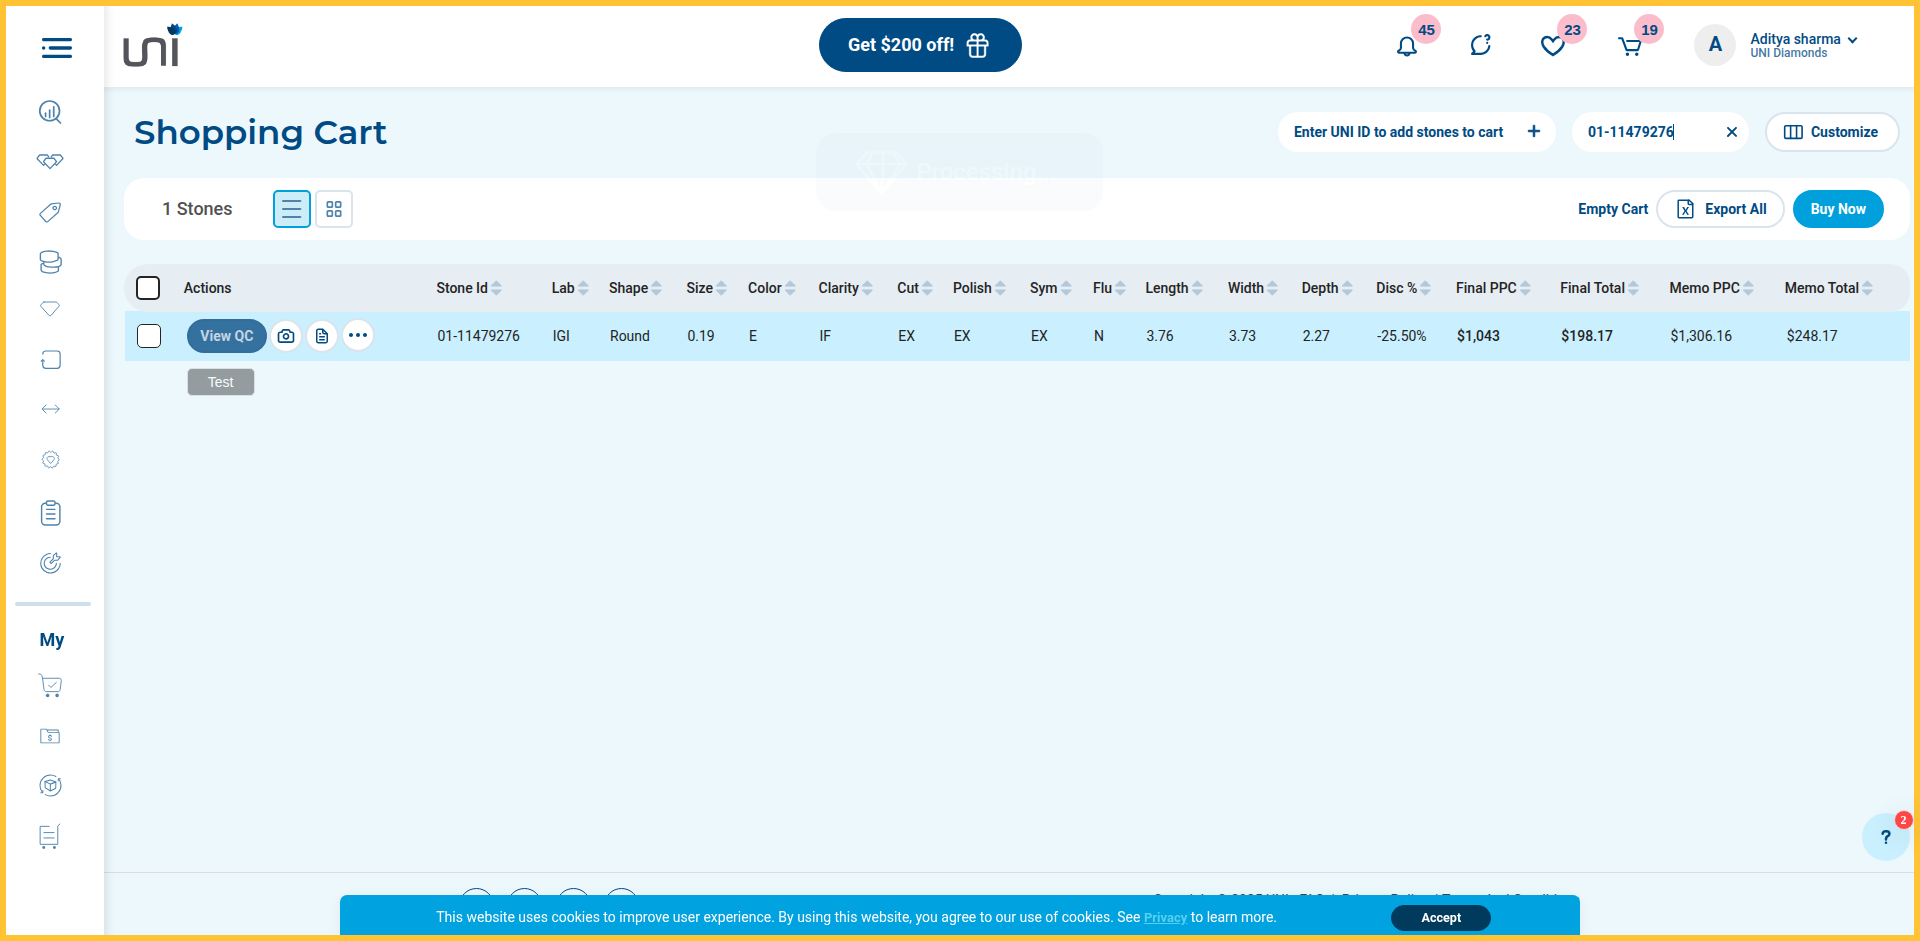 uni
Get $200 off!
45
23
19
A
Aditya sharma
UNI Diamonds
Shopping Cart
Enter UNI ID to add stones to cart
01-11479276
Customize
Processing
1 Stones
Empty Cart
Export All
Buy Now
Actions Stone Id Lab Shape Size Color Clarity Cut Polish Sym Flu Length Width Depth Disc % Final PPC Final Total Memo PPC Memo Total
View QC 01-11479276 IGI Round 0.19 E IF EX EX EX N 3.76 3.73 2.27 -25.50% $1,043 $198.17 $1,306.16 $248.17
Test
My
2
?
This website uses cookies to improve user experience. By using this website, you agree to our use of cookies. See Privacy to learn more.
Accept